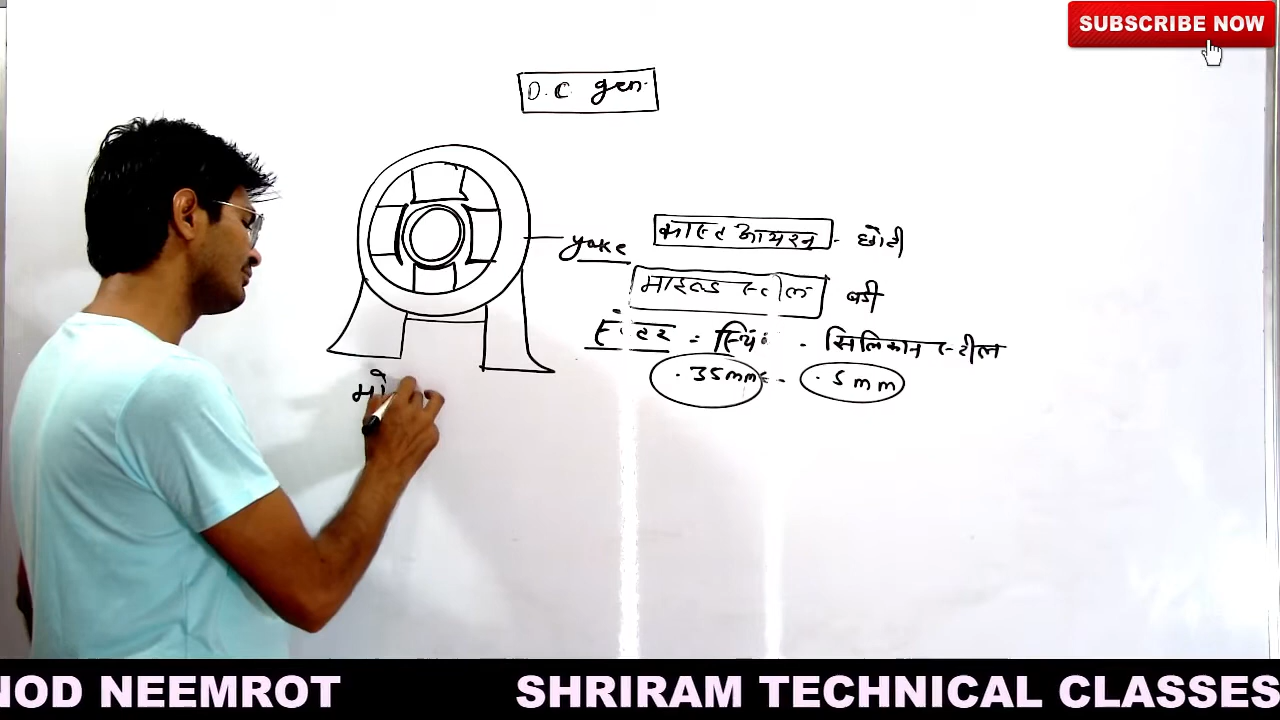 SUBSCRIBE NOW
D.C gen.
yoke
कास्ट आयरन - छोटी
माइल्ड स्टील बडी
- सिलिकान स्टील
.35mm - .5mm
NOD NEEMROT SHRIRAM TECHNICAL CLASSES